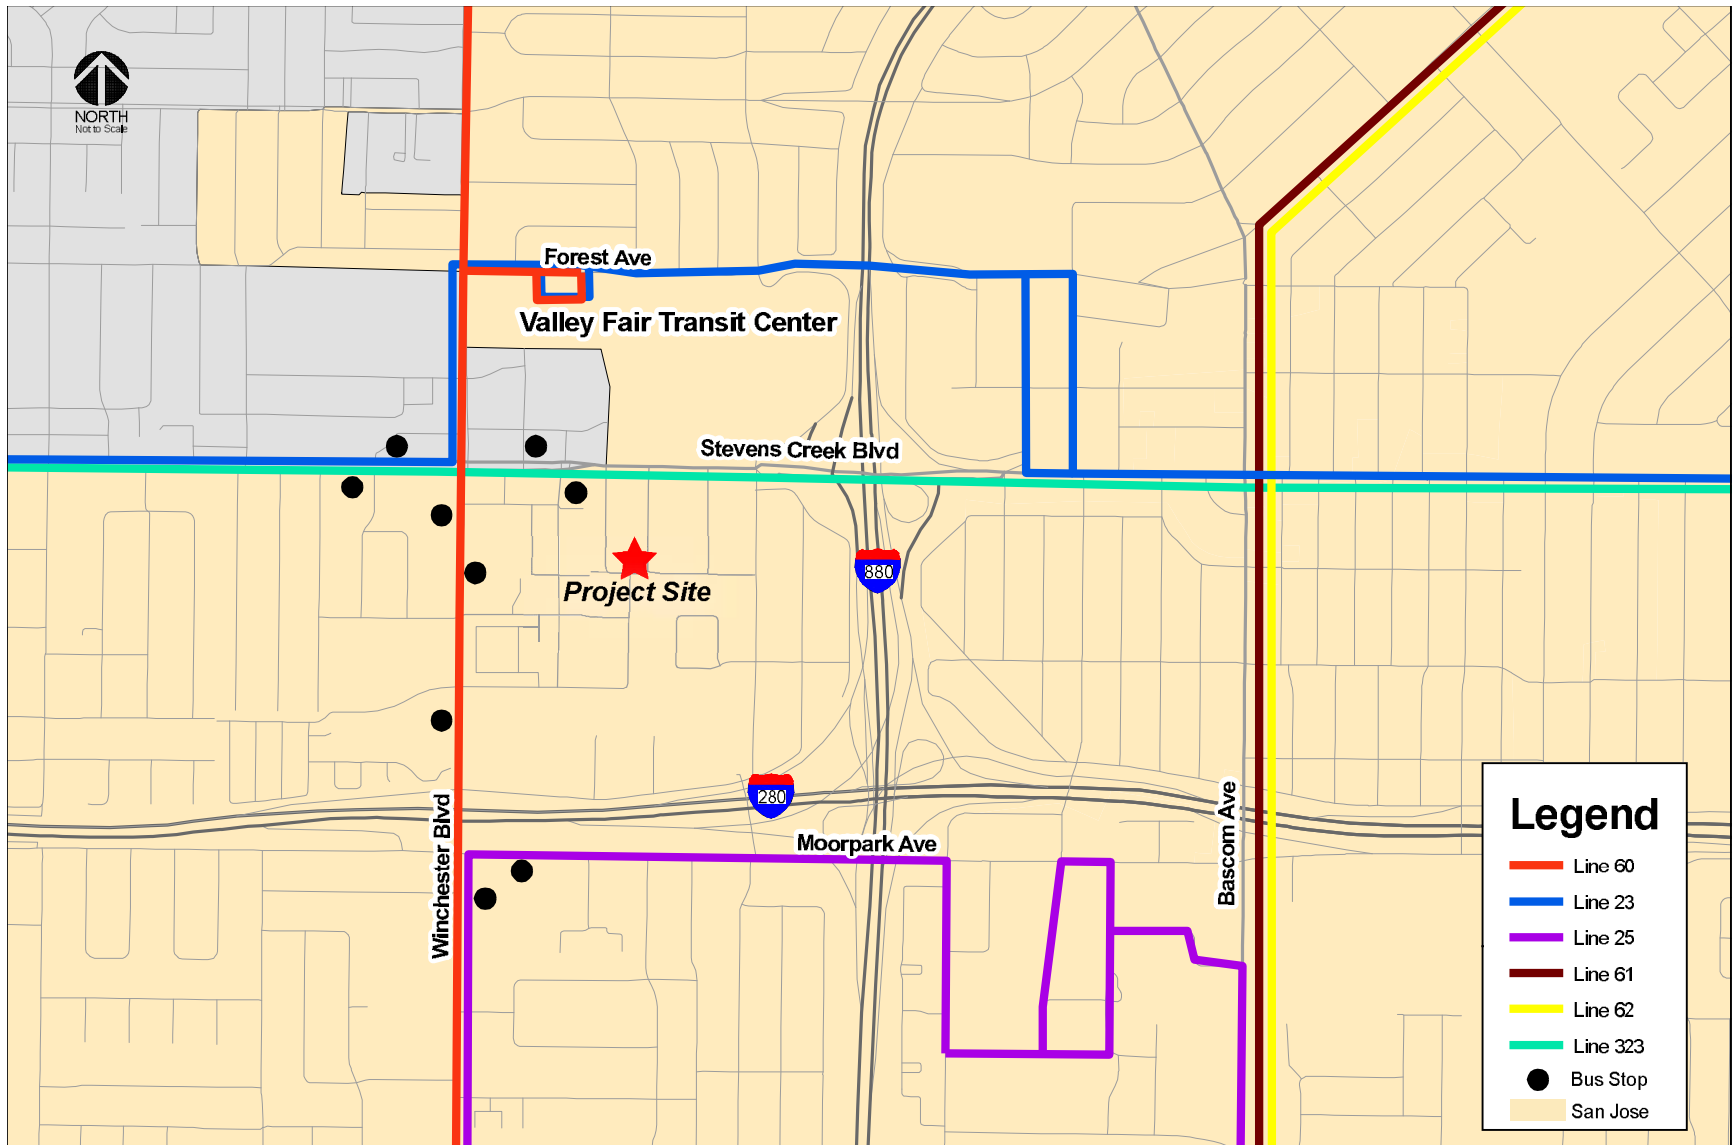 NORTH
Not to Scale
Forest Ave
Valley Fair Transit Center
Stevens Creek Blvd
Project Site
880
280
Moorpark Ave
Winchester Blvd
Bascom Ave
Legend
Line 60
Line 23
Line 25
Line 61
Line 62
Line 323
Bus Stop
San Jose